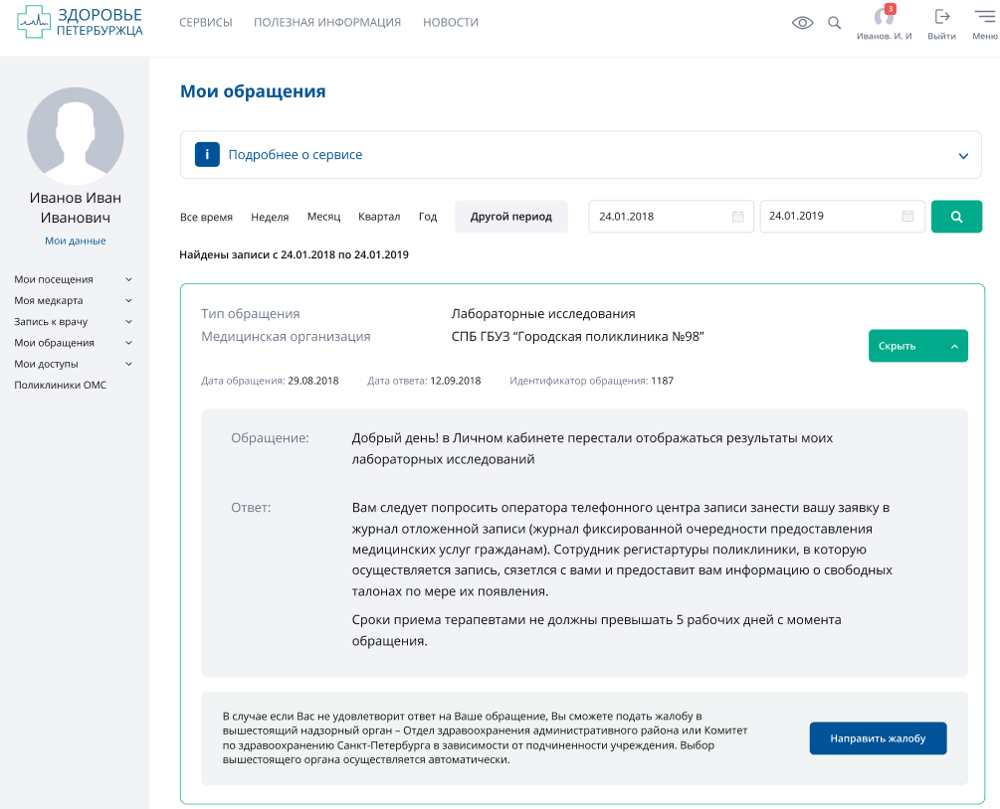 ЗДОРОВЬЕ
ПЕТЕРБУРЖЦА
СЕРВИСЫ ПОЛЕЗНАЯ ИНФОРМАЦИЯ НОВОСТИ
3
Иванов. И. И Выйти Меню
Иванов Иван
Иванович
Мои данные
Мои посещения
Моя медкарта
Запись к врачу
Мои обращения
Мои доступы
Поликлиники ОМС
Мои обращения
i Подробнее о сервисе
Все время Неделя Месяц Квартал Год Другой период 24.01.2018 24.01.2019
Найдены записи с 24.01.2018 по 24.01.2019
Тип обращения Лабораторные исследования
Медицинская организация СПБ ГБУЗ “Городская поликлиника №98”
Скрыть
Дата обращения: 29.08.2018 Дата ответа: 12.09.2018 Идентификатор обращения: 1187
Обращение: Добрый день! в Личном кабинете перестали отображаться результаты моих
лабораторных исследований
Ответ: Вам следует попросить оператора телефонного центра записи занести вашу заявку в
журнал отложенной записи (журнал фиксированной очередности предоставления
медицинских услуг гражданам). Сотрудник регистартуры поликлиники, в которую
осуществляется запись, сязетлся с вами и предоставит вам информацию о свободных
талонах по мере их появления.
Сроки приема терапевтами не должны превышать 5 рабочих дней с момента
обращения.
В случае если Вас не удовлетворит ответ на Ваше обращение, Вы сможете подать жалобу в
вышестоящий надзорный орган – Отдел здравоохранения административного района или Комитет
по здравоохранению Санкт-Петербурга в зависимости от подчиненности учреждения. Выбор
вышестоящего органа осуществляется автоматически.
Направить жалобу